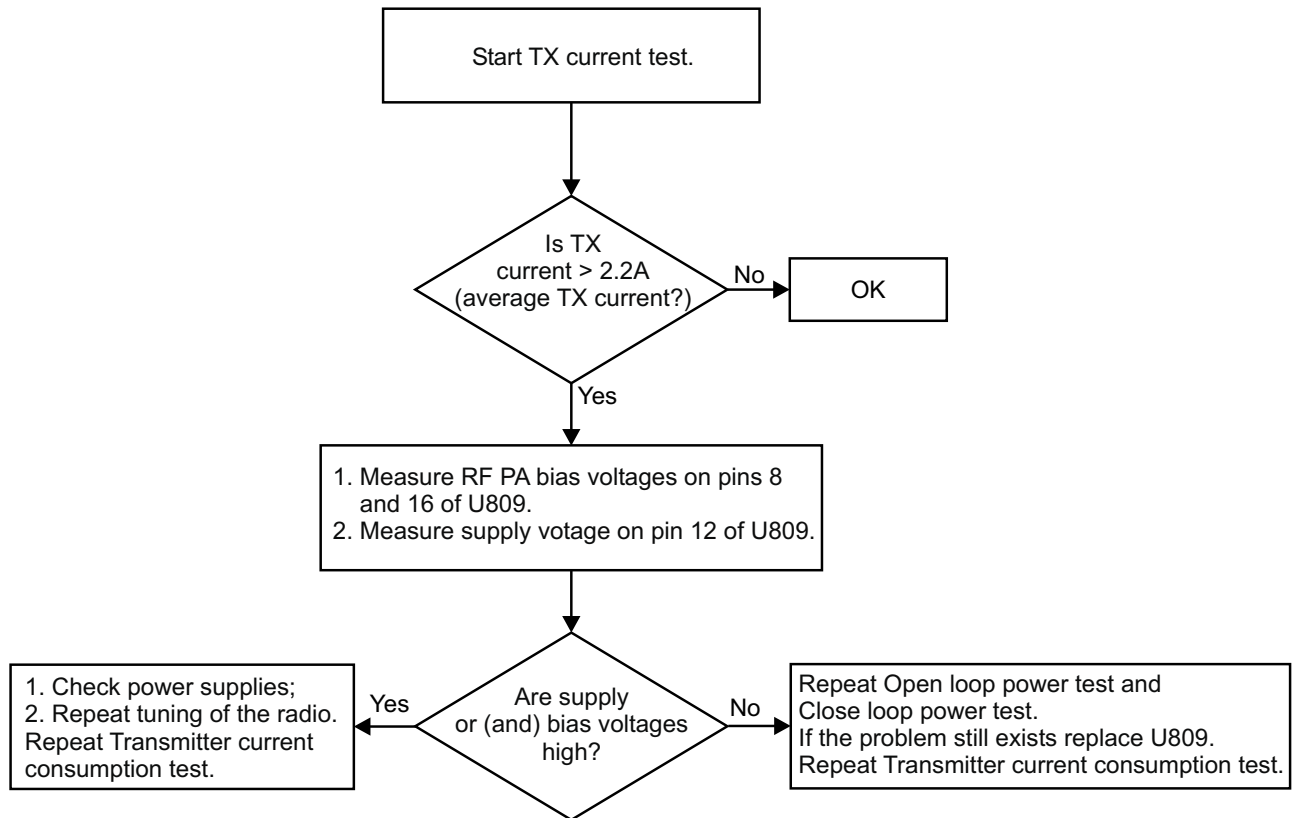 Start TX current test.
Is TX
current > 2.2A
(average TX current?)
No
OK
Yes
1. Measure RF PA bias voltages on pins 8
and 16 of U809.
2. Measure supply votage on pin 12 of U809.
Are supply
or (and) bias voltages
high?
Yes
1. Check power supplies;
2. Repeat tuning of the radio.
Repeat Transmitter current
consumption test.
No
Repeat Open loop power test and
Close loop power test.
If the problem still exists replace U809.
Repeat Transmitter current consumption test.